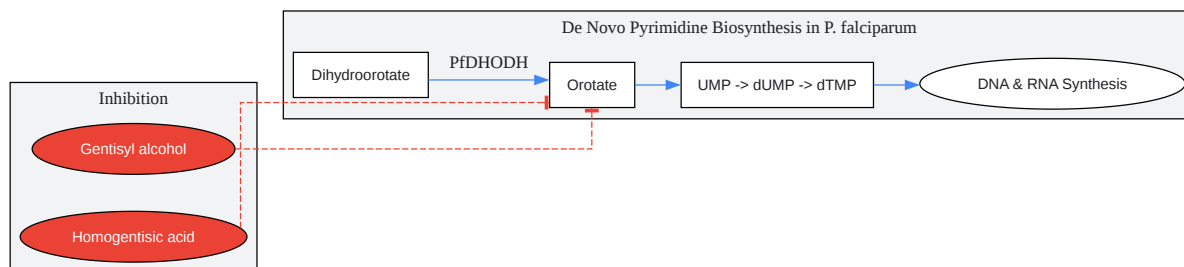 De Novo Pyrimidine Biosynthesis in P. falciparum
Dihydroorotate
PfDHODH
Orotate
UMP -> dUMP -> dTMP
DNA & RNA Synthesis
Inhibition
Gentisyl alcohol
Homogentisic acid